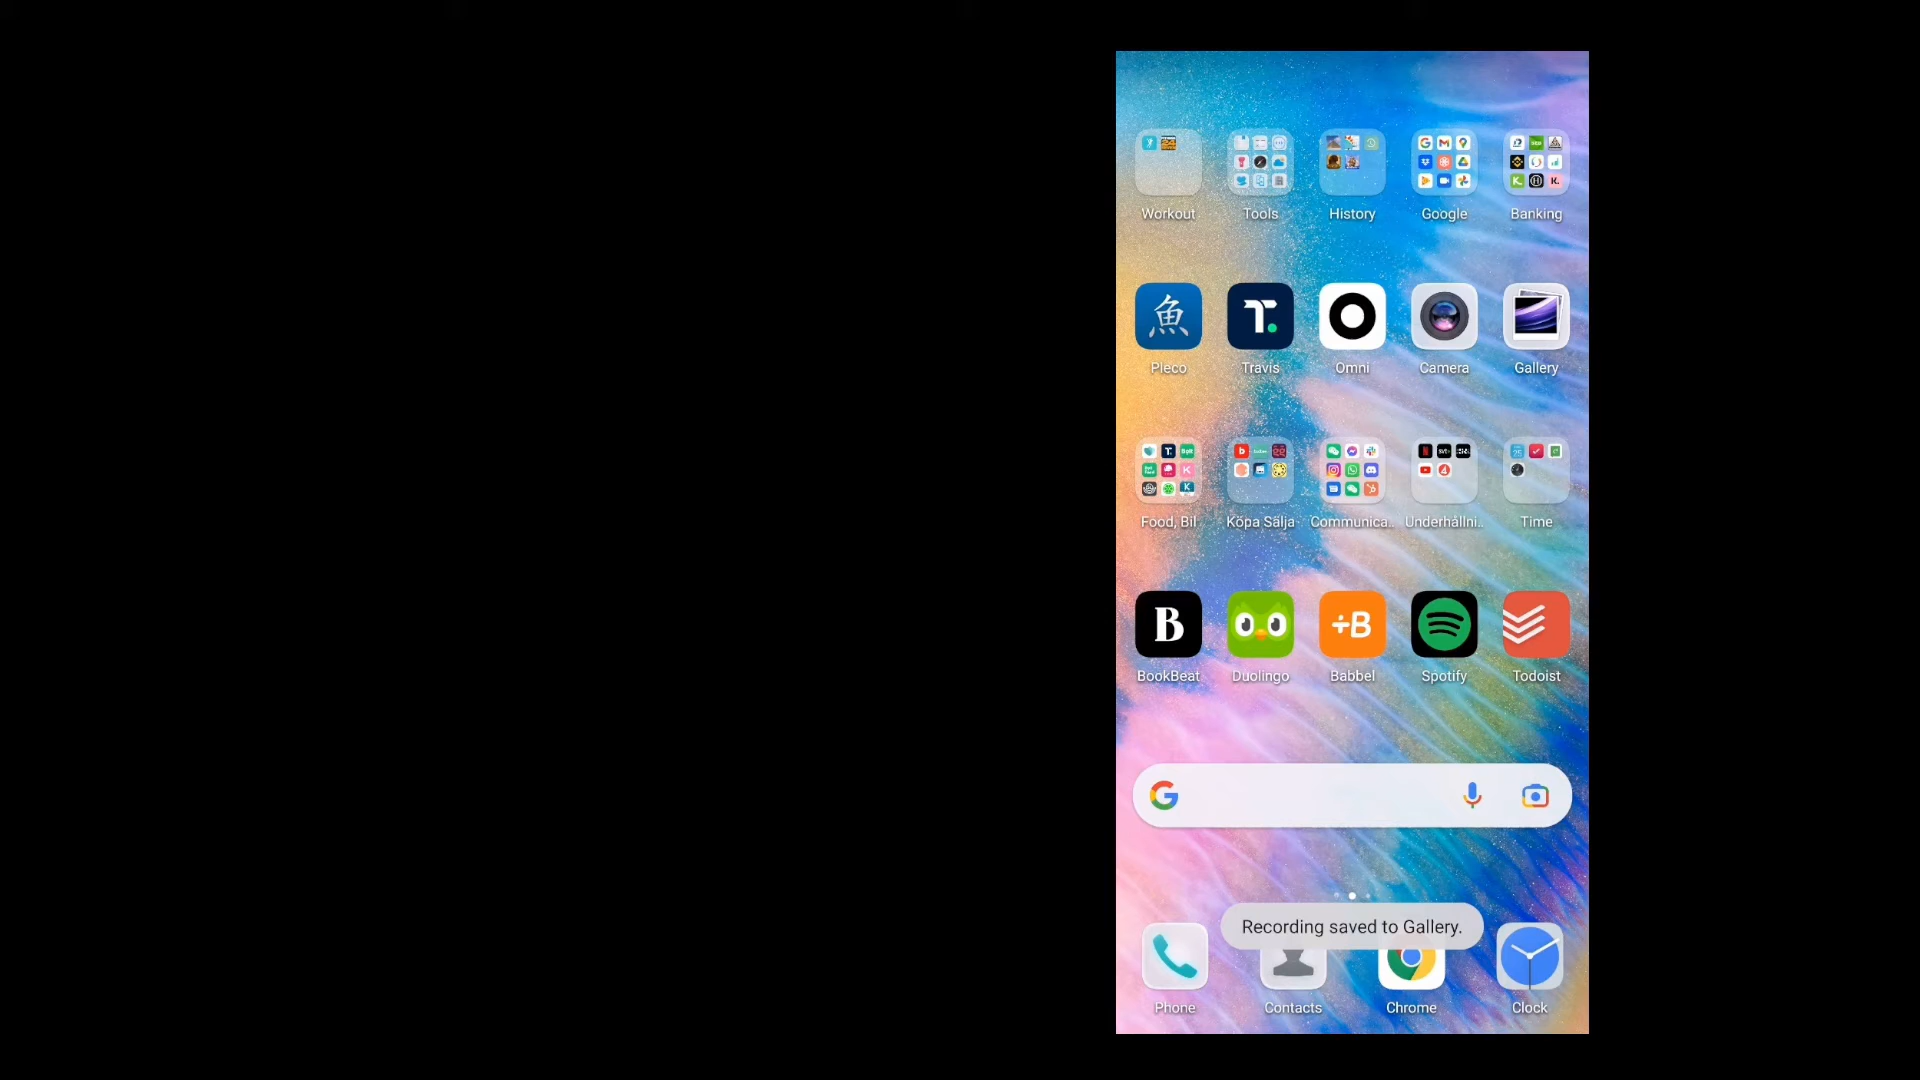 Workout Tools History Google Banking
魚
T.
Pleco Travis Omni Camera Gallery
Food, Bil Köpa Sälja Communica.. Underhållni.. Time
B
÷B
BookBeat Duolingo Babbel Spotify Todoist
G
Recording saved to Gallery.
Phone Contacts Chrome Clock